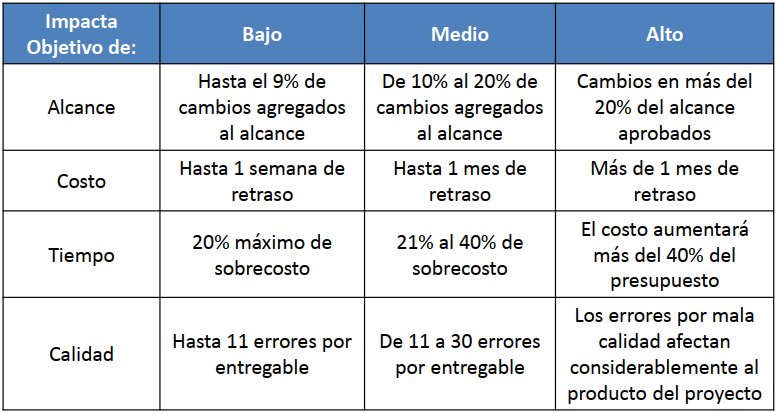 Impacta
Objetivo de:
Bajo
Medio
Alto
Alcance
Hasta el 9% de
cambios agregados
al alcance
De 10% al 20% de
cambios agregados
al alcance
Cambios en más del
20% del alcance
aprobados
Costo
Hasta 1 semana de
retraso
Hasta 1 mes de
retraso
Más de 1 mes de
retraso
Tiempo
20% máximo de
sobrecosto
21% al 40% de
sobrecosto
El costo aumentará
más del 40% del
presupuesto
Calidad
Hasta 11 errores por
entregable
De 11 a 30 errores
por entregable
Los errores por mala
calidad afectan
considerablemente al
producto del proyecto